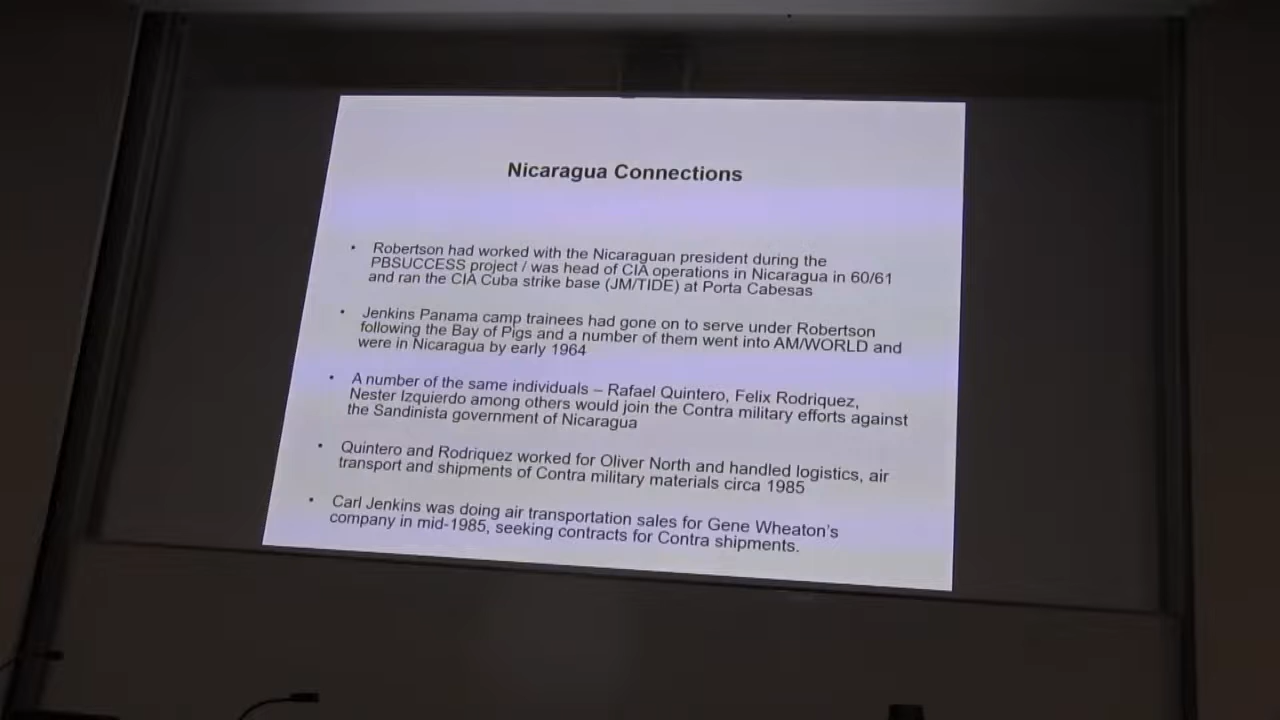 Nicaragua Connections
• Robertson had worked with the Nicaraguan president during the
PBSUCCESS project / was head of CIA operations in Nicaragua in 60/61
and ran the CIA Cuba strike base (JM/TIDE) at Porta Cabesas
• Jenkins Panama camp trainees had gone on to serve under Robertson
following the Bay of Pigs and a number of them went into AM/WORLD and
were in Nicaragua by early 1964
• A number of the same individuals – Rafael Quintero, Felix Rodriquez,
Nester Izquierdo among others would join the Contra military efforts against
the Sandinista government of Nicaragua
• Quintero and Rodriquez worked for Oliver North and handled logistics, air
transport and shipments of Contra military materials circa 1985
• Carl Jenkins was doing air transportation sales for Gene Wheaton's
company in mid-1985, seeking contracts for Contra shipments.